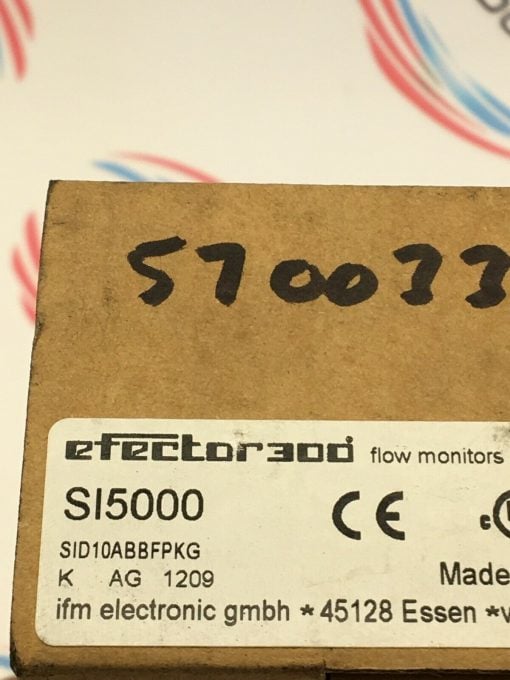 570033
efector300 flow monitors
SI5000 CE
SID10ABBFPKG
K AG 1209
Made
ifm electronic gmbh * 45128 Essen *